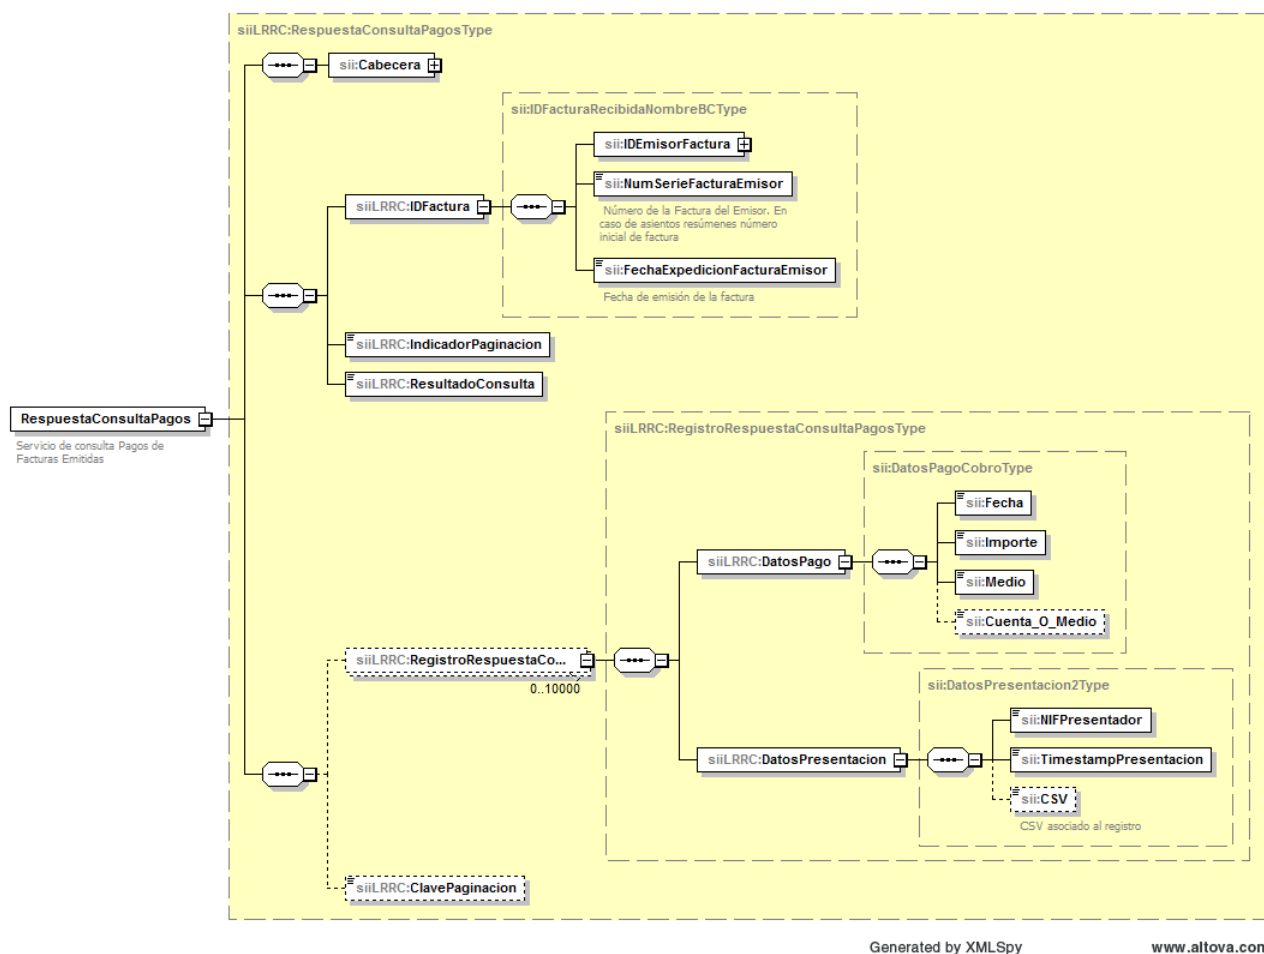 siiLRRC:RespuestaConsultaPagosType
sii:Cabecera
sii:IDFacturaRecibidaNombreBCType
sii:IDEmisorFactura
sii:NumSerieFacturaEmisor
Número de la Factura del Emisor. En
caso de asientos resúmenes número
inicial de factura
siiLRRC:IDFactura
sii:FechaExpedicionFacturaEmisor
Fecha de emisión de la factura
siiLRRC:IndicadorPaginacion
siiLRRC:ResultadoConsulta
RespuestaConsultaPagos
Servicio de consulta Pagos de
Facturas Emitidas
siiLRRC:RegistroRespuestaConsultaPagosType
sii:DatosPagoCobroType
sii:Fecha
sii:Importe
siiLRRC:DatosPago
sii:Medio
sii:Cuenta_O_Medio
siiLRRC:RegistroRespuestaCo...
0..10000
sii:DatosPresentacion2Type
sii:NIFPresentador
siiLRRC:DatosPresentacion
sii:TimestampPresentacion
sii:CSV
CSV asociado al registro
siiLRRC:ClavePaginacion
Generated by XMLSpy
www.altova.com